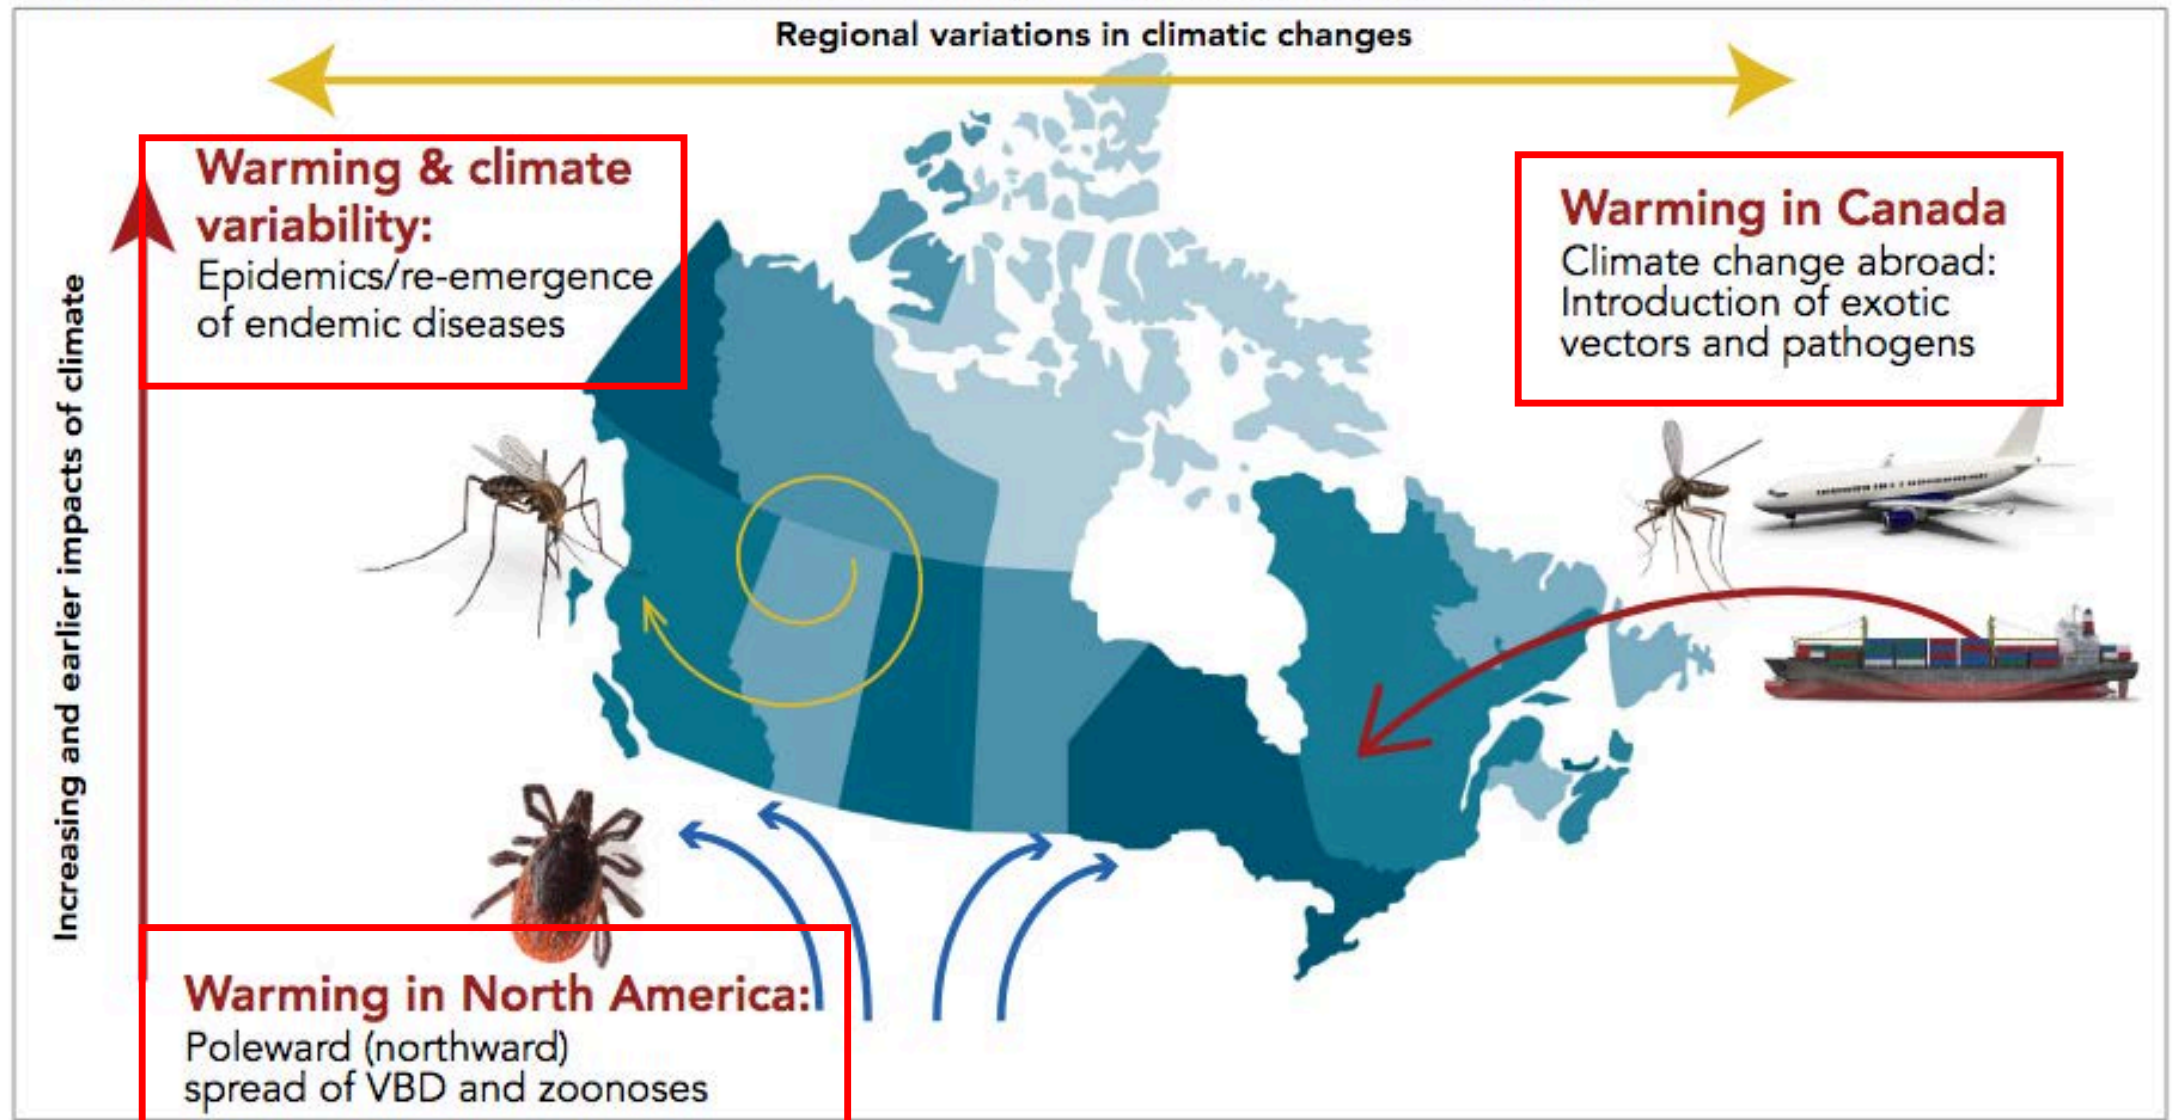 Regional variations in climatic changes
Warming & climate
variability:
Epidemics/re-emergence
of endemic diseases
Warming in Canada
Climate change abroad:
Introduction of exotic
vectors and pathogens
Increasing and earlier impacts of climate
Warming in North America:
Poleward (northward)
spread of VBD and zoonoses